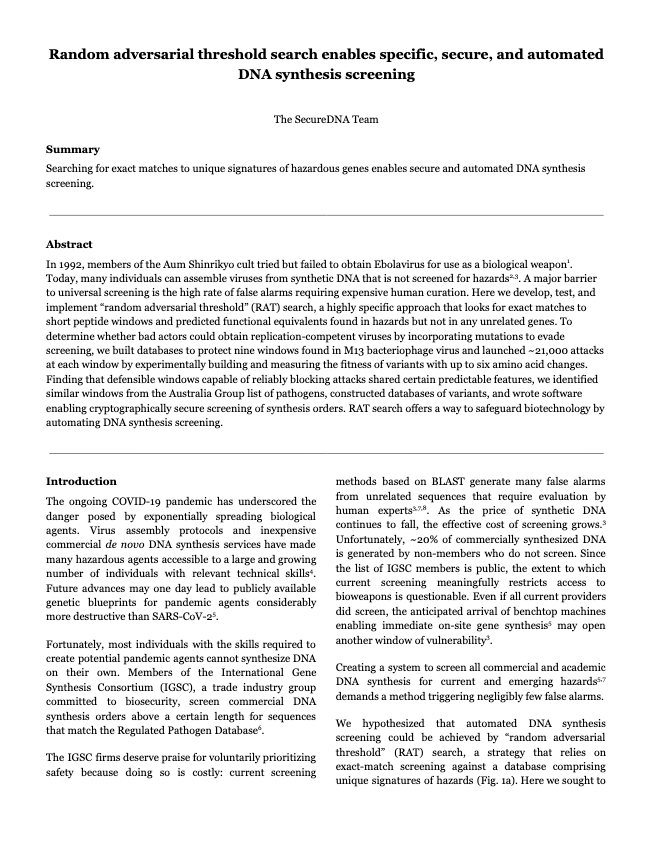 Random adversarial threshold search enables specific, secure, and automated
DNA synthesis screening
The SecureDNA Team
Summary
Searching for exact matches to unique signatures of hazardous genes enables secure and automated DNA synthesis
screening.
Abstract
In 1992, members of the Aum Shinrikyo cult tried but failed to obtain Ebolavirus for use as a biological weapon¹.
Today, many individuals can assemble viruses from synthetic DNA that is not screened for hazards²,³. A major barrier
to universal screening is the high rate of false alarms requiring expensive human curation. Here we develop, test, and
implement “random adversarial threshold” (RAT) search, a highly specific approach that looks for exact matches to
short peptide windows and predicted functional equivalents found in hazards but not in any unrelated genes. To
determine whether bad actors could obtain replication-competent viruses by incorporating mutations to evade
screening, we built databases to protect nine windows found in M13 bacteriophage virus and launched ~21,000 attacks
at each window by experimentally building and measuring the fitness of variants with up to six amino acid changes.
Finding that defensible windows capable of reliably blocking attacks shared certain predictable features, we identified
similar windows from the Australia Group list of pathogens, constructed databases of variants, and wrote software
enabling cryptographically secure screening of synthesis orders. RAT search offers a way to safeguard biotechnology by
automating DNA synthesis screening.
Introduction
The ongoing COVID-19 pandemic has underscored the
danger posed by exponentially spreading biological
agents. Virus assembly protocols and inexpensive
commercial de novo DNA synthesis services have made
many hazardous agents accessible to a large and growing
number of individuals with relevant technical skills⁴.
Future advances may one day lead to publicly available
genetic blueprints for pandemic agents considerably
more destructive than SARS-CoV-2⁵.
Fortunately, most individuals with the skills required to
create potential pandemic agents cannot synthesize DNA
on their own. Members of the International Gene
Synthesis Consortium (IGSC), a trade industry group
committed to biosecurity, screen commercial DNA
synthesis orders above a certain length for sequences
that match the Regulated Pathogen Database⁶.
The IGSC firms deserve praise for voluntarily prioritizing
safety because doing so is costly: current screening
methods based on BLAST generate many false alarms
from unrelated sequences that require evaluation by
human experts³,⁷,⁸. As the price of synthetic DNA
continues to fall, the effective cost of screening grows.³
Unfortunately, ~20% of commercially synthesized DNA
is generated by non-members who do not screen. Since
the list of IGSC members is public, the extent to which
current screening meaningfully restricts access to
bioweapons is questionable. Even if all current providers
did screen, the anticipated arrival of benchtop machines
enabling immediate on-site gene synthesis⁵ may open
another window of vulnerability³.
Creating a system to screen all commercial and academic
DNA synthesis for current and emerging hazards⁵,⁷
demands a method triggering negligibly few false alarms.
We hypothesized that automated DNA synthesis
screening could be achieved by “random adversarial
threshold” (RAT) search, a strategy that relies on
exact-match screening against a database comprising
unique signatures of hazards (Fig. 1a). Here we sought to